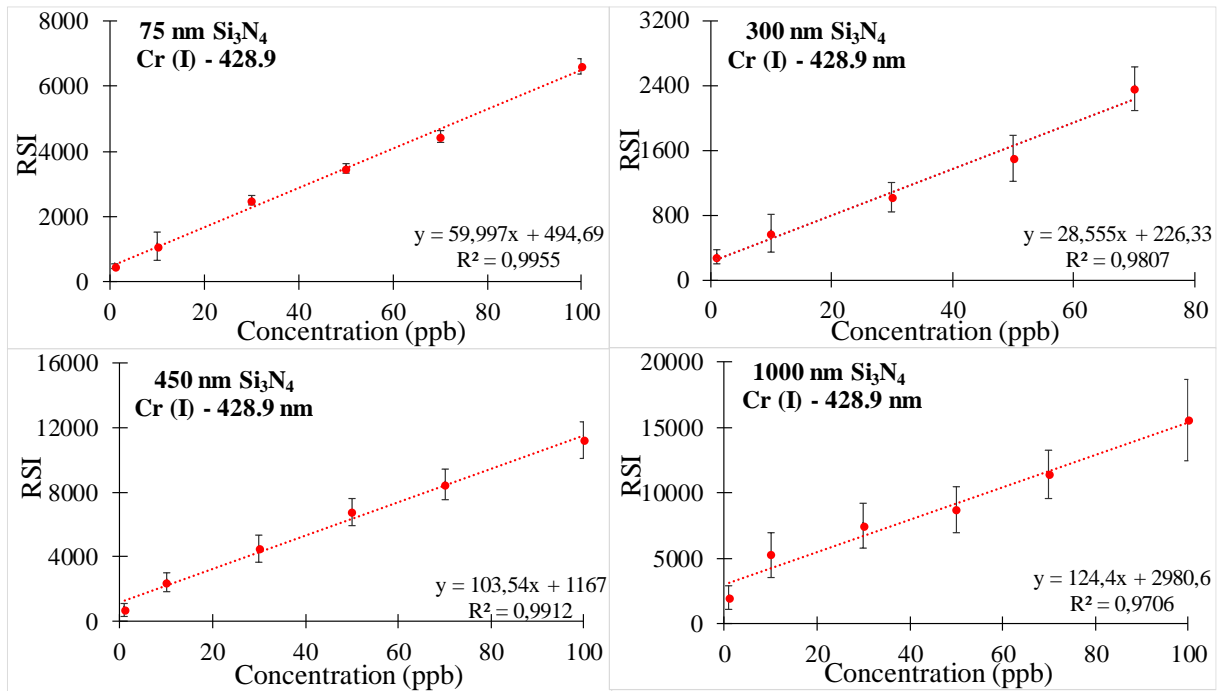 75 nm Si₃N₄
Cr (I) - 428.9
RSI
8000
6000
4000
2000
0
y = 59,997x + 494,69
R² = 0,9955
0 20 40 60 80 100
Concentration (ppb)
300 nm Si₃N₄
Cr (I) - 428.9 nm
RSI
3200
2400
1600
800
0
y = 28,555x + 226,33
R² = 0,9807
0 20 40 60 80
Concentration (ppb)
450 nm Si₃N₄
Cr (I) - 428.9 nm
RSI
16000
12000
8000
4000
0
y = 103,54x + 1167
R² = 0,9912
0 20 40 60 80 100
Concentration (ppb)
1000 nm Si₃N₄
Cr (I) - 428.9 nm
RSI
20000
15000
10000
5000
0
y = 124,4x + 2980,6
R² = 0,9706
0 20 40 60 80 100
Concentration (ppb)